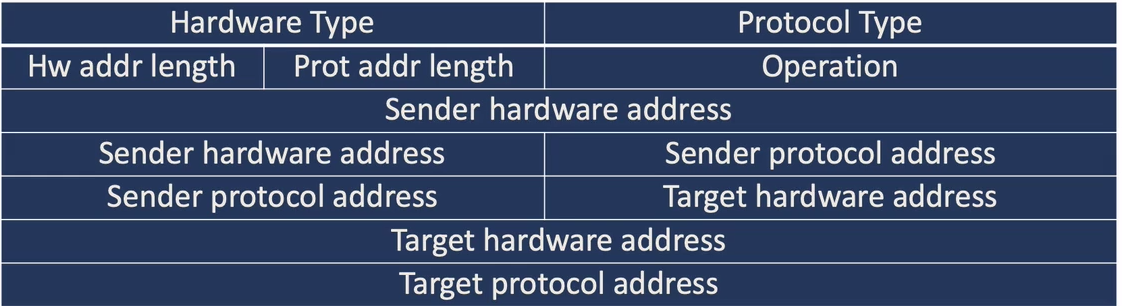 Hardware Type Protocol Type
Hw addr length Prot addr length Operation
Sender hardware address
Sender hardware address Sender protocol address
Sender protocol address Target hardware address
Target hardware address
Target protocol address